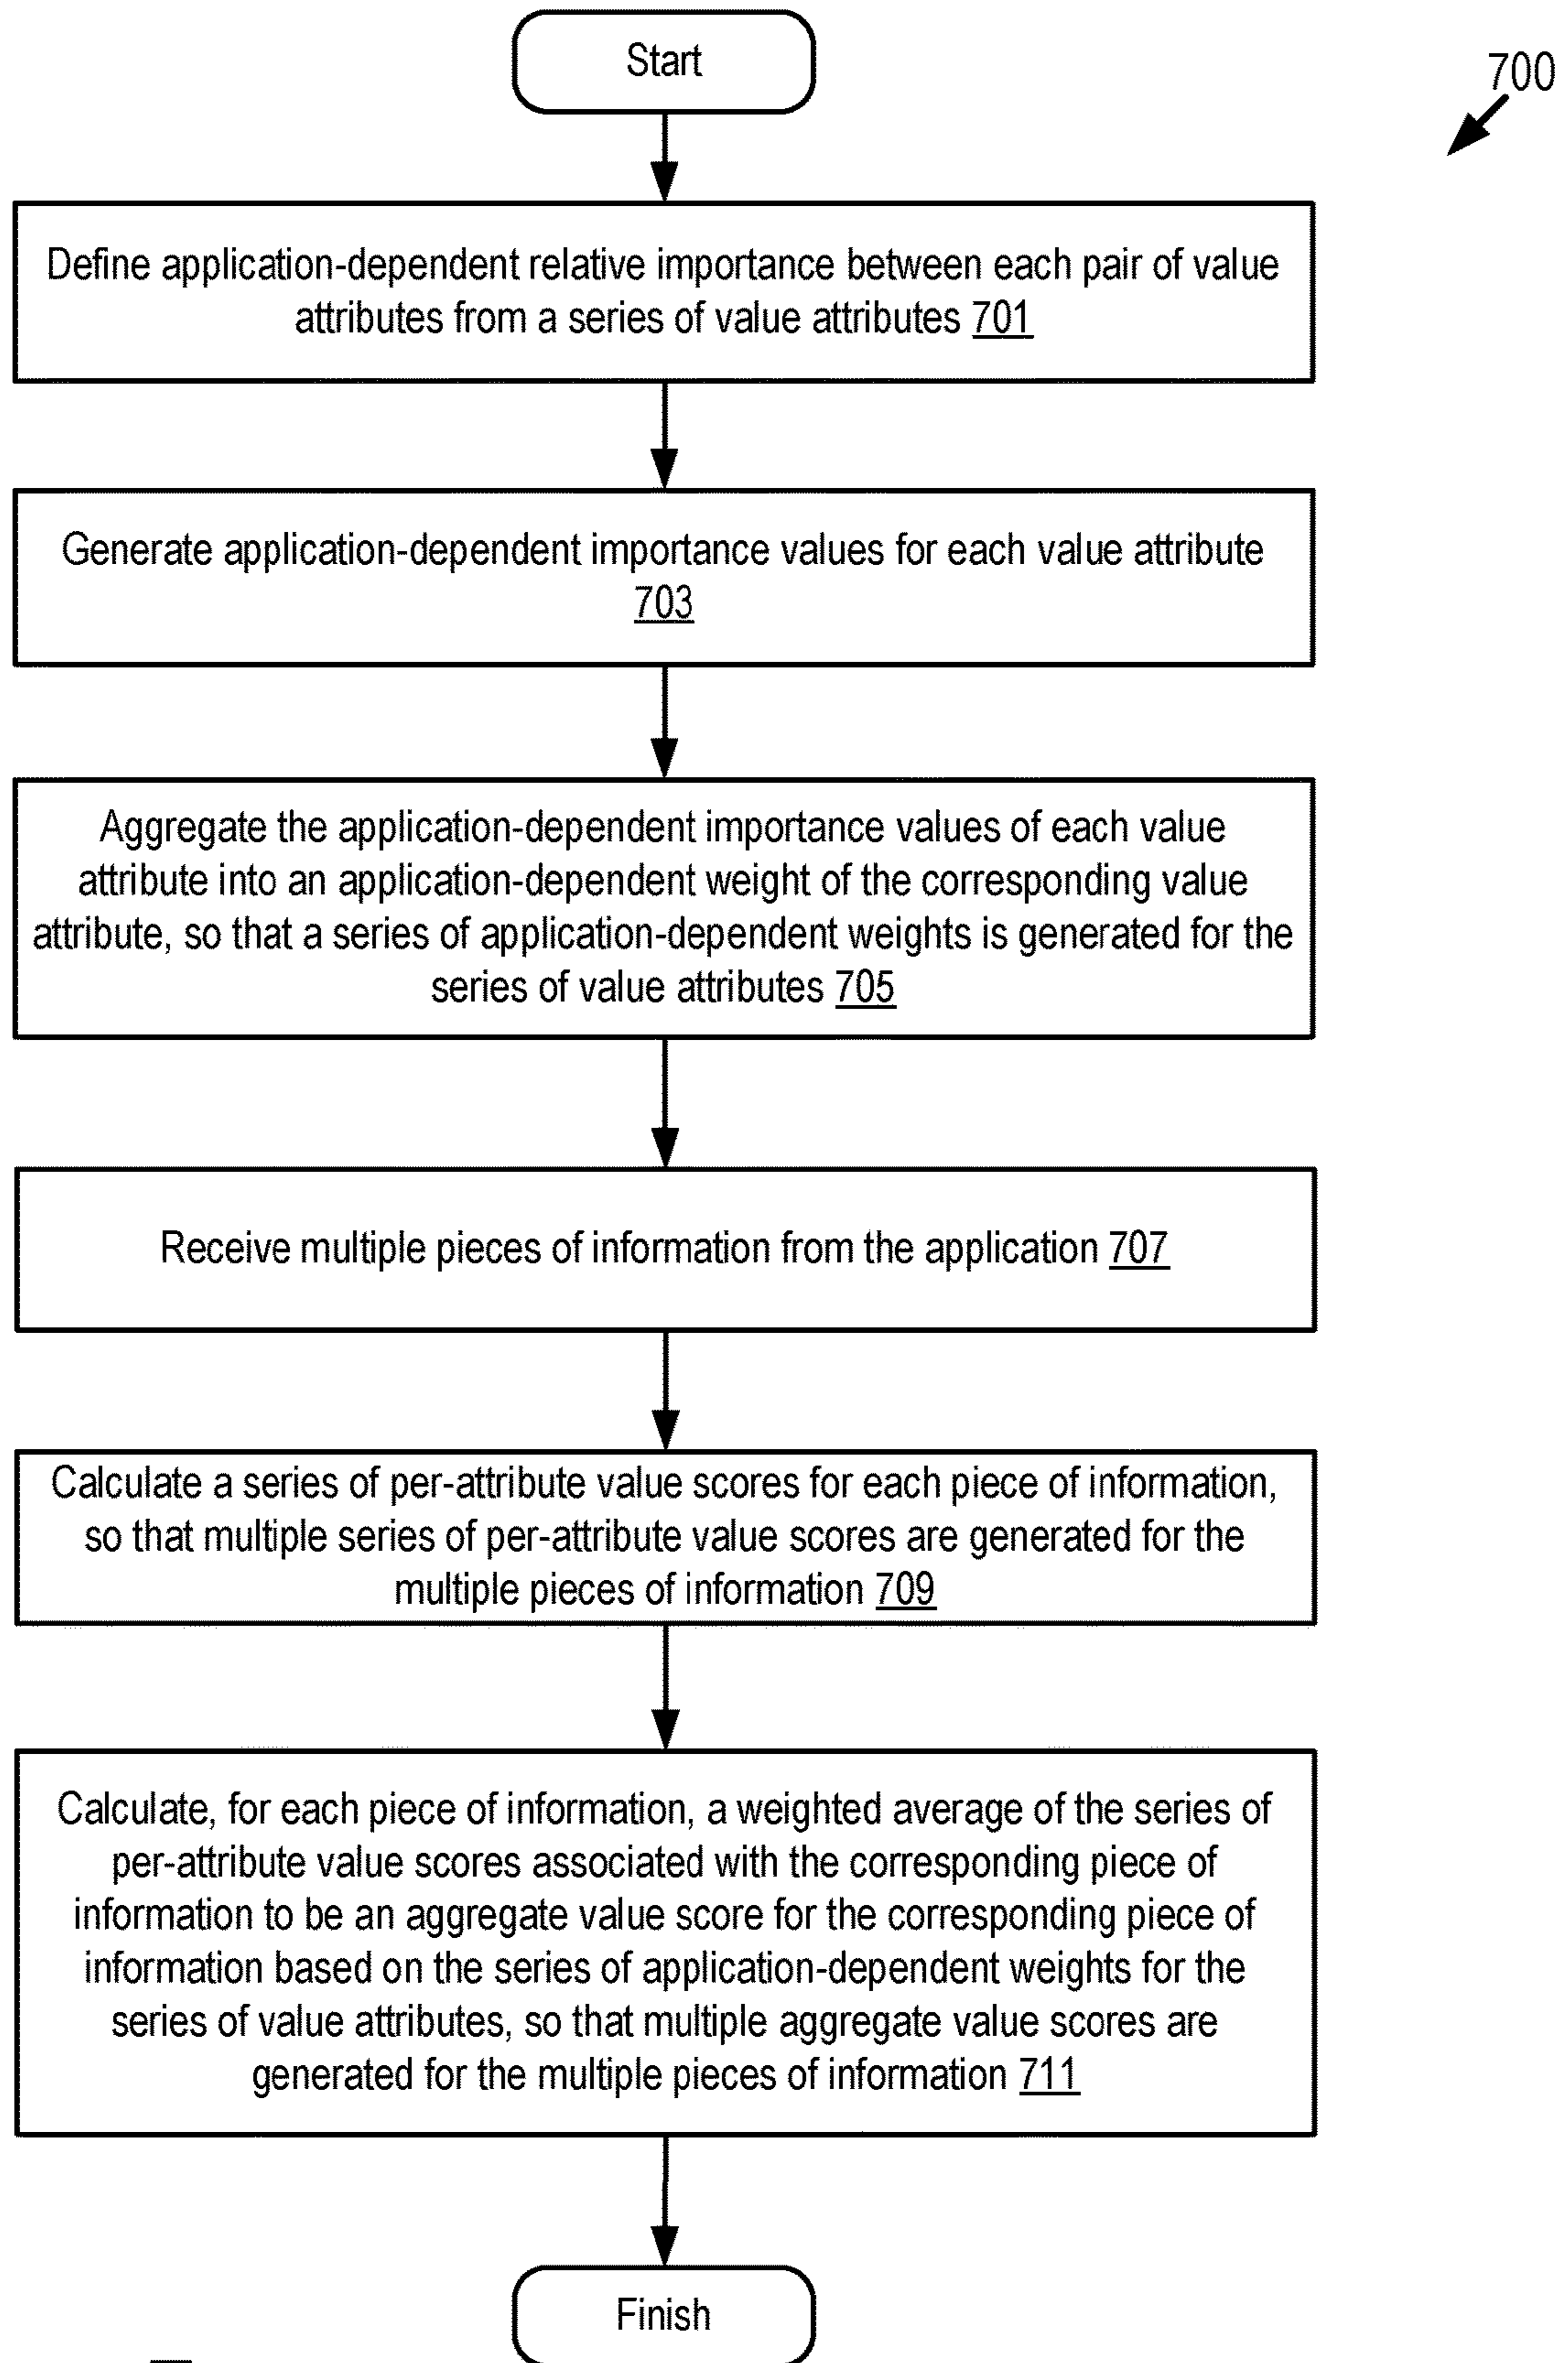 Start
700
Define application-dependent relative importance between each pair of value
attributes from a series of value attributes 701
Generate application-dependent importance values for each value attribute
703
Aggregate the application-dependent importance values of each value
attribute into an application-dependent weight of the corresponding value
attribute, so that a series of application-dependent weights is generated for the
series of value attributes 705
Receive multiple pieces of information from the application 707
Calculate a series of per-attribute value scores for each piece of information,
so that multiple series of per-attribute value scores are generated for the
multiple pieces of information 709
Calculate, for each piece of information, a weighted average of the series of
per-attribute value scores associated with the corresponding piece of
information to be an aggregate value score for the corresponding piece of
information based on the series of application-dependent weights for the
series of value attributes, so that multiple aggregate value scores are
generated for the multiple pieces of information 711
Finish